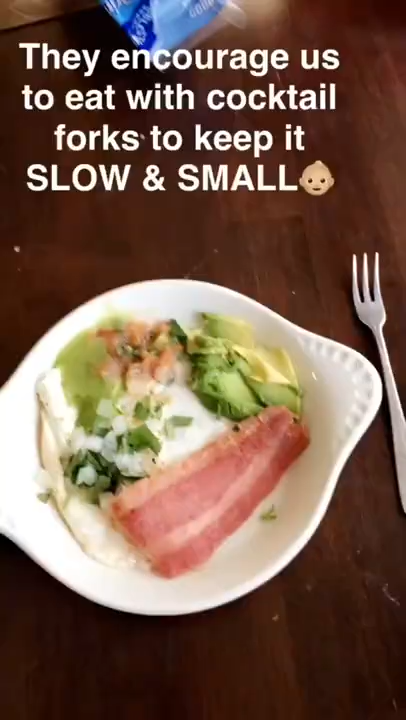 They encourage us
to eat with cocktail
forks to keep it
SLOW & SMALL👶🏼